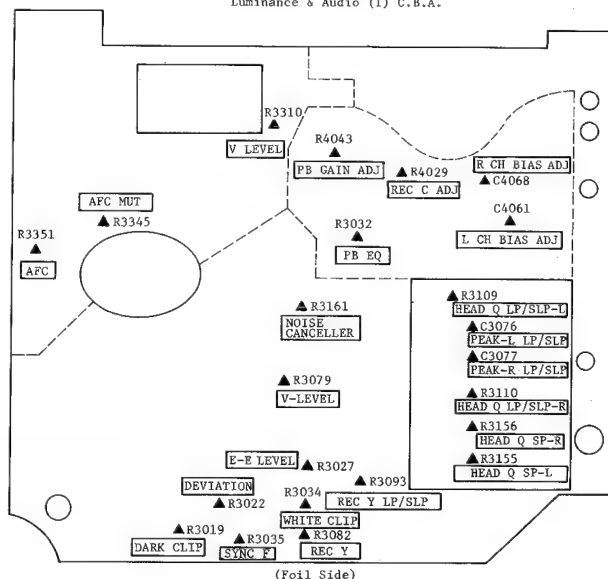 Luminance & Audio (I) C.B.A.
R3310
V LEVEL
R4043
PB GAIN ADJ
R4029
REC C ADJ
R CH BIAS ADJ
C4068
AFC MUT
R3345
C4061
L CH BIAS ADJ
R3351
AFC
R3032
PB EQ
R3161
NOISE
CANCELLER
R3109
HEAD Q LP/SLP-L
C3076
PEAK-L LP/SLP
C3077
PEAK-R LP/SLP
R3079
V-LEVEL
R3110
HEAD Q LP/SLP-R
R3156
HEAD Q SP-R
R3155
HEAD Q SP-L
E-E LEVEL
R3027
DEVIATION
R3022
R3093
REC Y LP/SLP
R3034
WHITE CLIP
R3019
DARK CLIP
R3035
SYNC F
R3082
REC Y
(Foil Side)